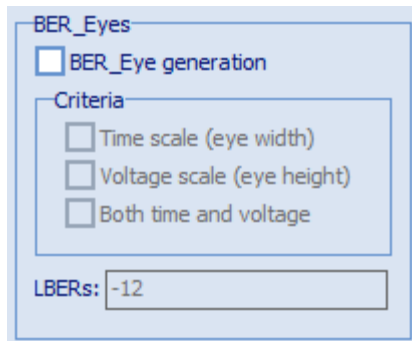 BER_Eyes
BER_Eye generation
Criteria
Time scale (eye width)
Voltage scale (eye height)
Both time and voltage
LBERs: -12